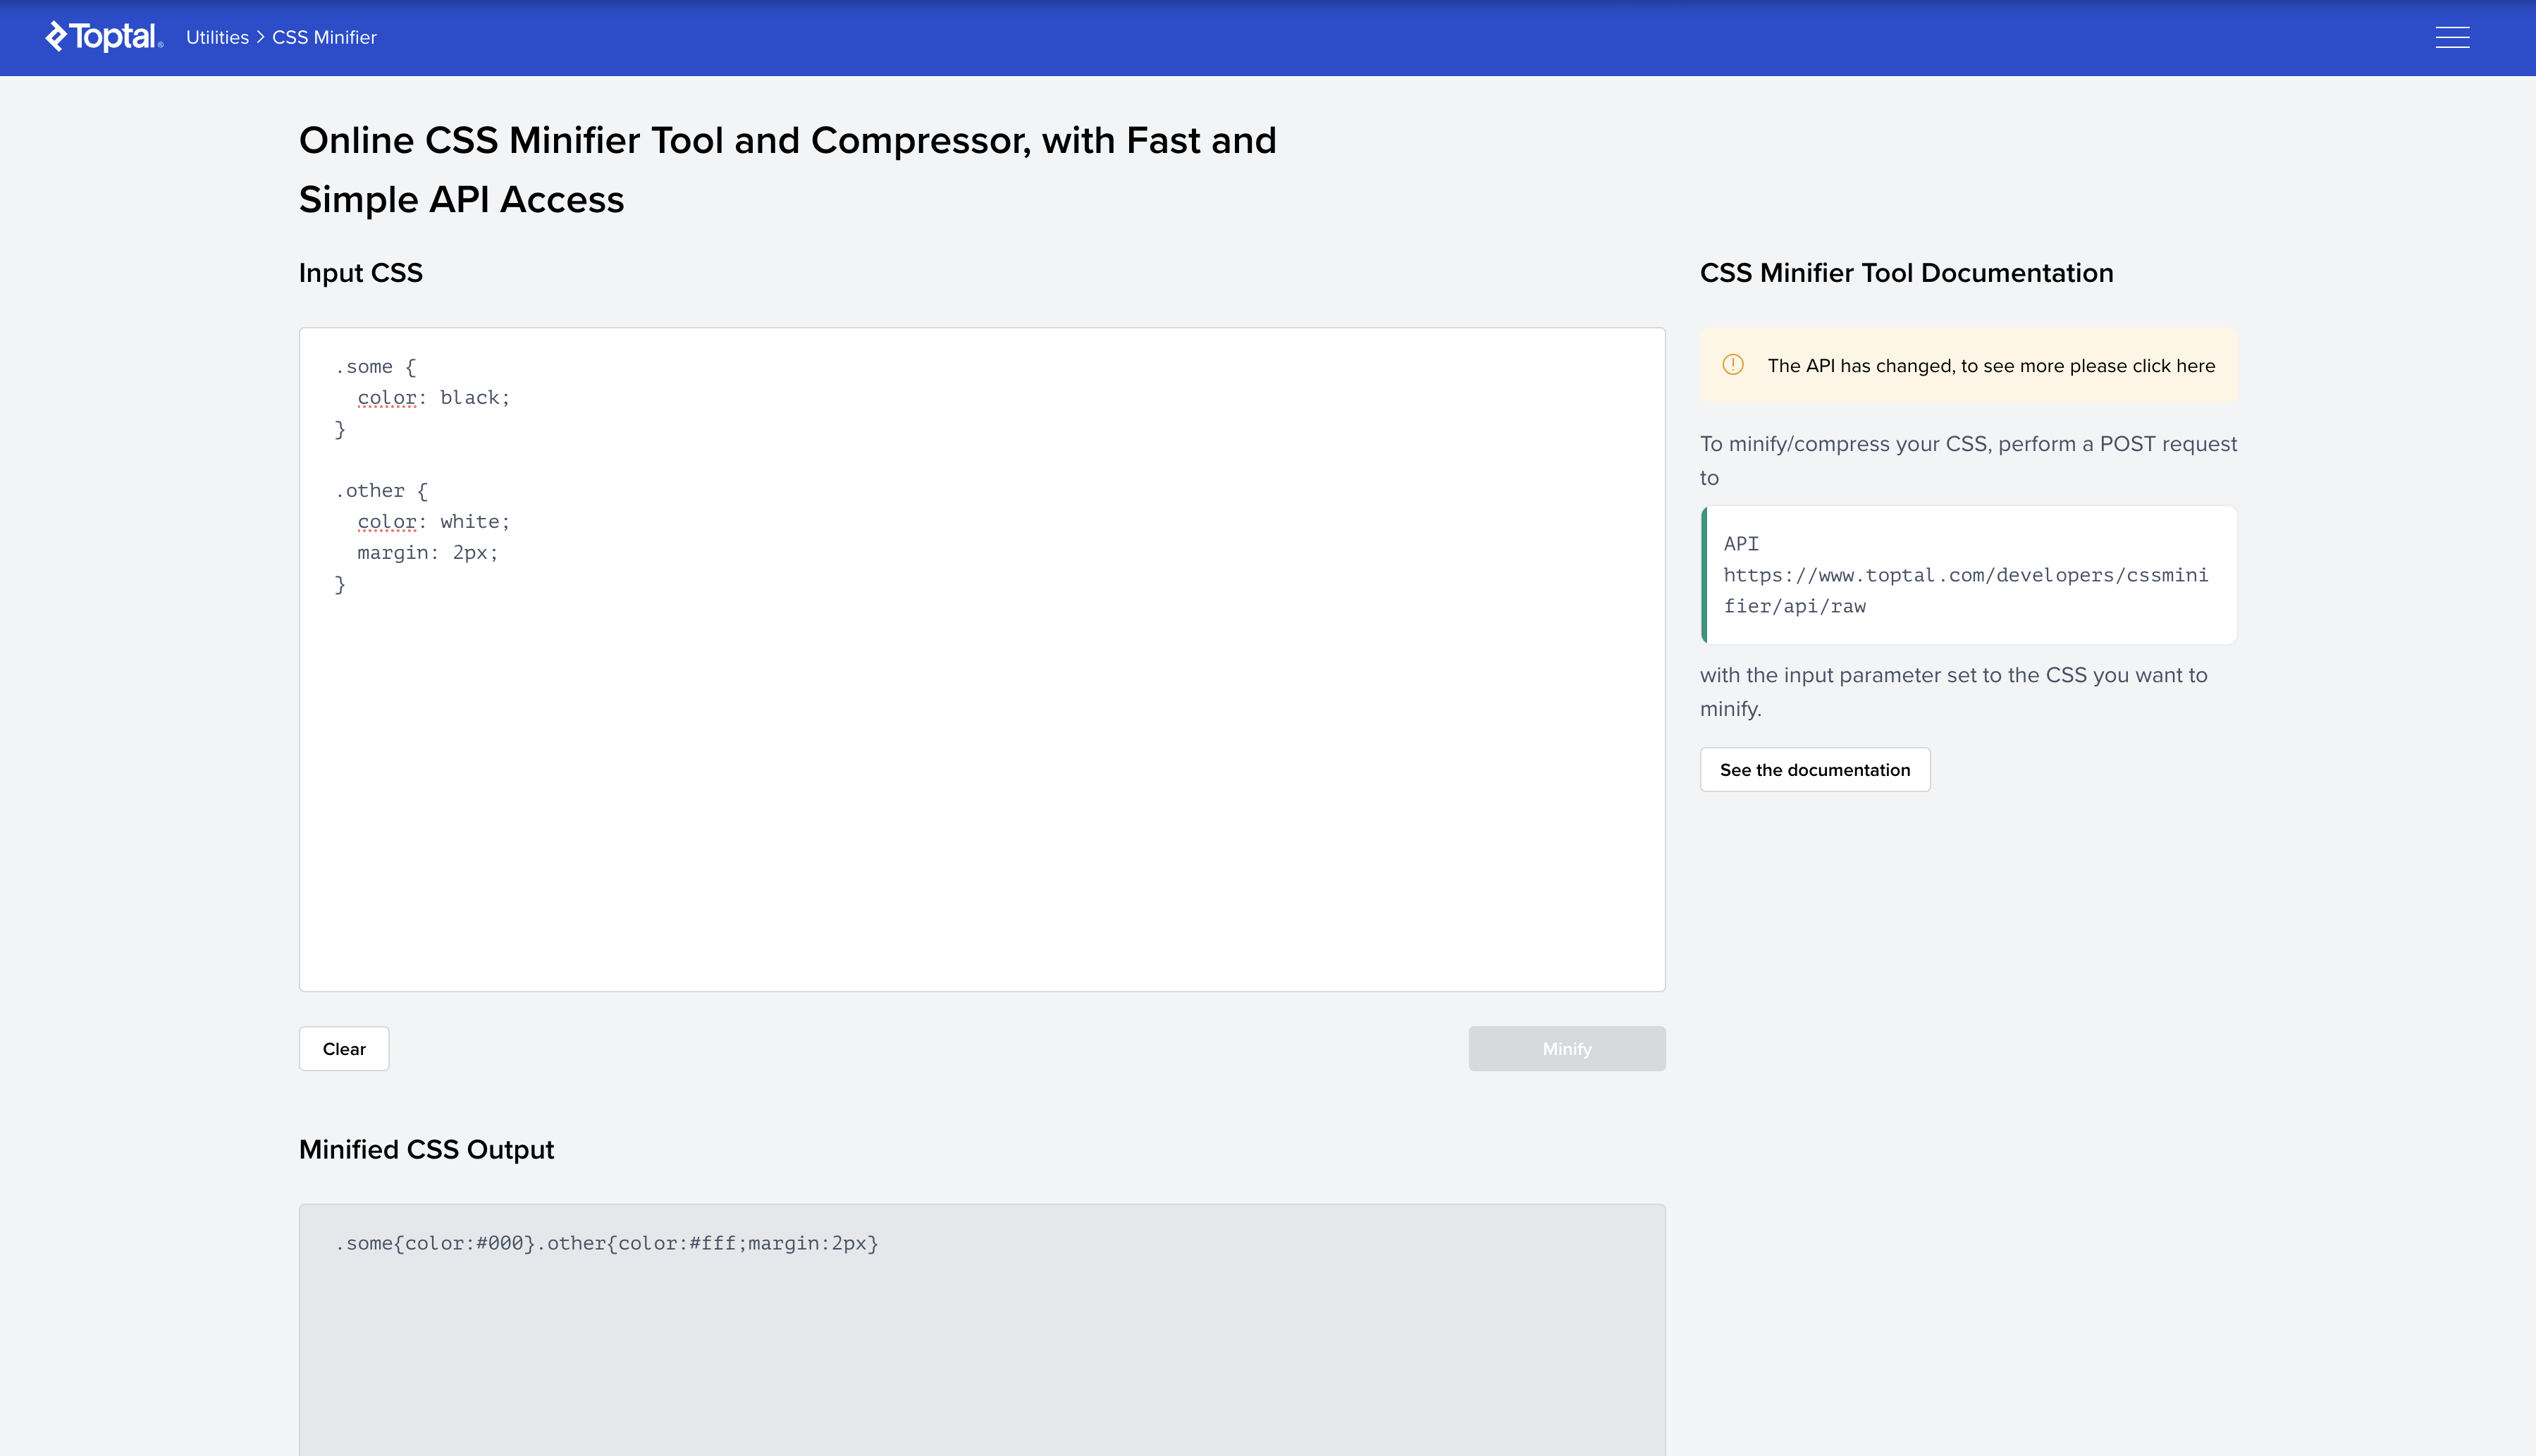 Toptal®
Utilities > CSS Minifier
Online CSS Minifier Tool and Compressor, with Fast and
Simple API Access
Input CSS
.some {
  color: black;
}

.other {
  color: white;
  margin: 2px;
}
Clear
Minify
Minified CSS Output
.some{color:#000}.other{color:#fff;margin:2px}
CSS Minifier Tool Documentation
The API has changed, to see more please click here
To minify/compress your CSS, perform a POST request
to
API
https://www.toptal.com/developers/cssmini
fier/api/raw
with the input parameter set to the CSS you want to
minify.
See the documentation